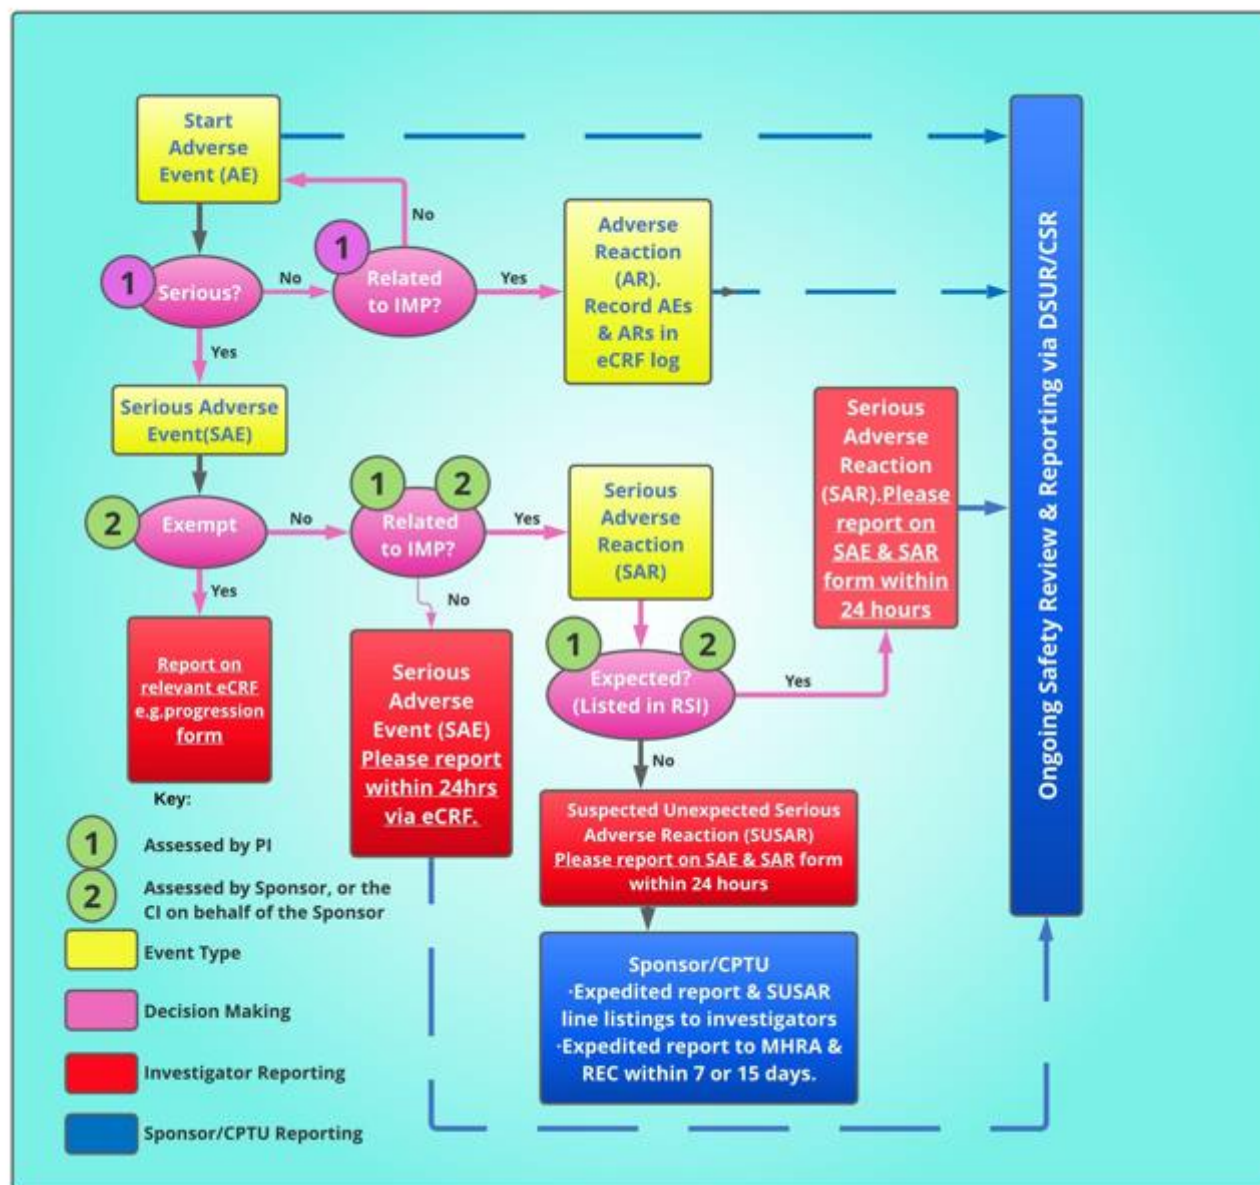 Start
Adverse
Event (AE)
No
1
Serious?
No
1
Related
to IMP?
Yes
Adverse
Reaction
(AR).
Record AEs
& ARs in
eCRF log
Yes
Serious Adverse
Event(SAE)
2
Exempt
No
1
2
Related
to IMP?
Yes
Serious
Adverse
Reaction
(SAR)
Serious
Adverse
Reaction
(SAR).Please
report on
SAE & SAR
form within
24 hours
Yes
No
Report on
relevant eCRF
e.g.progression
form
Serious
Adverse
Event (SAE)
Please report
within 24hrs
via eCRF.
1
2
Expected?
(Listed in RSI)
Yes
No
Suspected Unexpected Serious
Adverse Reaction (SUSAR)
Please report on SAE & SAR form
within 24 hours
Sponsor/CPTU
·Expedited report & SUSAR
line listings to investigators
·Expedited report to MHRA &
REC within 7 or 15 days.
Ongoing Safety Review & Reporting via DSUR/CSR
Key:
1
Assessed by PI
2
Assessed by Sponsor, or the
CI on behalf of the Sponsor
Event Type
Decision Making
Investigator Reporting
Sponsor/CPTU Reporting